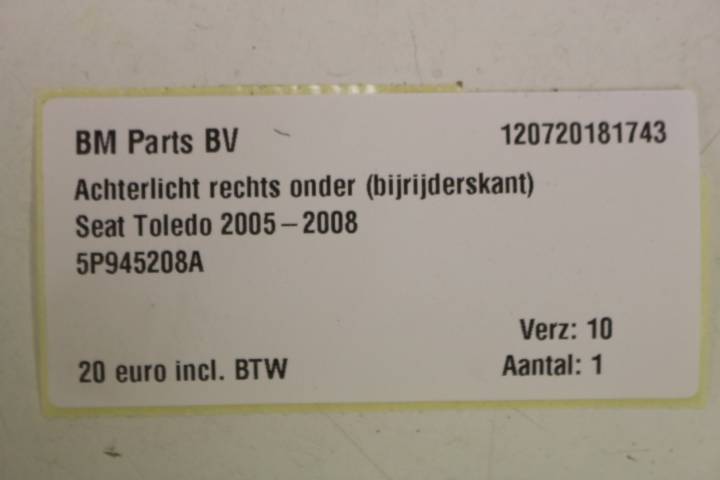 BM Parts BV 120720181743
Achterlicht rechts onder (bijrijderskant)
Seat Toledo 2005-2008
5P945208A
Verz: 10
20 euro incl. BTW Aantal: 1